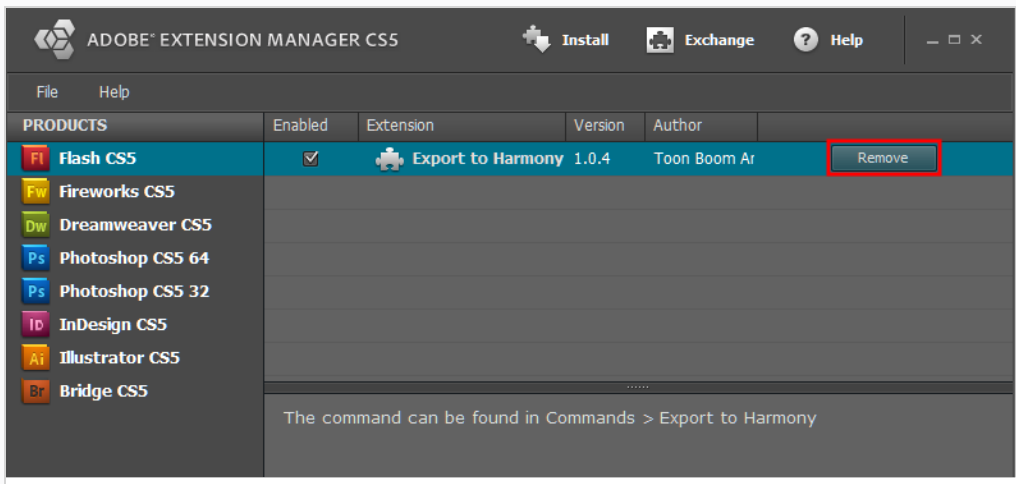 ADOBE® EXTENSION MANAGER CS5 Install Exchange ? Help
File Help
PRODUCTS Enabled Extension Version Author
Fl Flash CS5 Export to Harmony 1.0.4 Toon Boom Ar Remove
Fw Fireworks CS5
Dw Dreamweaver CS5
Ps Photoshop CS5 64
Ps Photoshop CS5 32
ID InDesign CS5
Ai Illustrator CS5
Br Bridge CS5
The command can be found in Commands > Export to Harmony